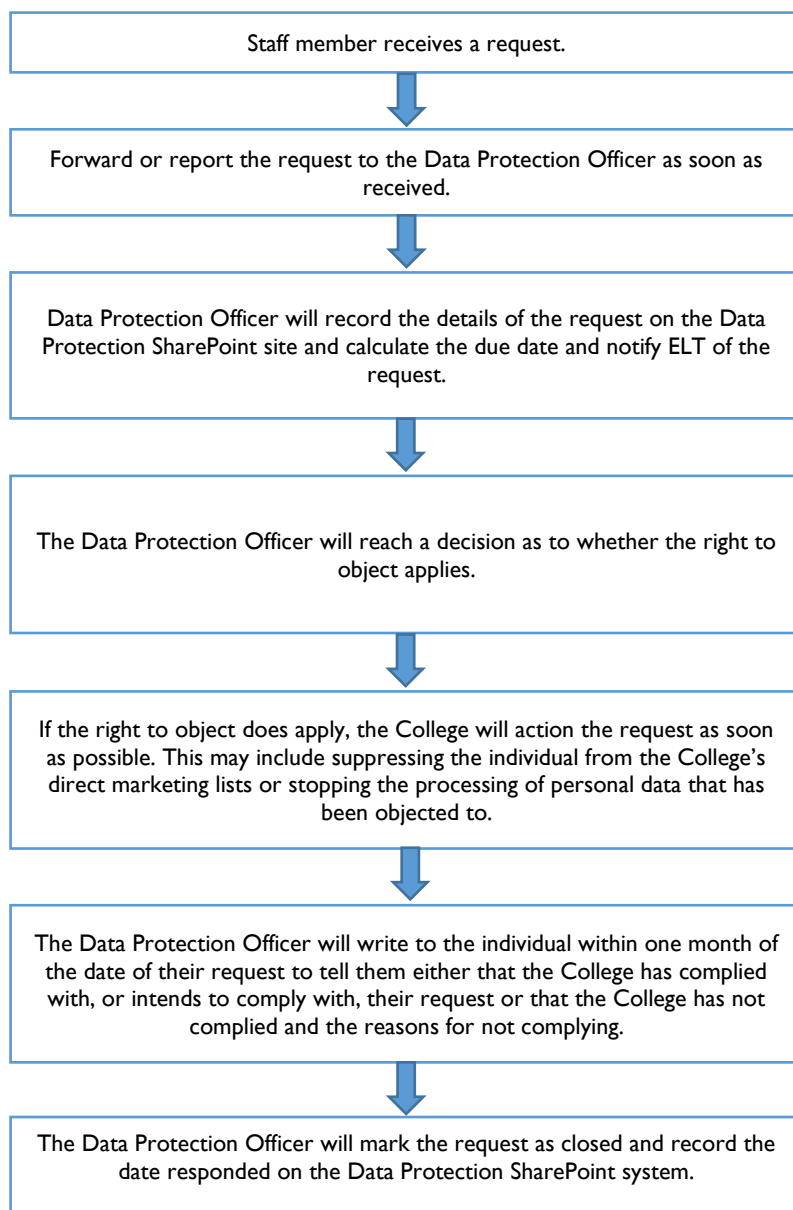 Staff member receives a request.
Forward or report the request to the Data Protection Officer as soon as
received.
Data Protection Officer will record the details of the request on the Data
Protection SharePoint site and calculate the due date and notify ELT of the
request.
The Data Protection Officer will reach a decision as to whether the right to
object applies.
If the right to object does apply, the College will action the request as soon
as possible. This may include suppressing the individual from the College’s
direct marketing lists or stopping the processing of personal data that has
been objected to.
The Data Protection Officer will write to the individual within one month of
the date of their request to tell them either that the College has complied
with, or intends to comply with, their request or that the College has not
complied and the reasons for not complying.
The Data Protection Officer will mark the request as closed and record the
date responded on the Data Protection SharePoint system.